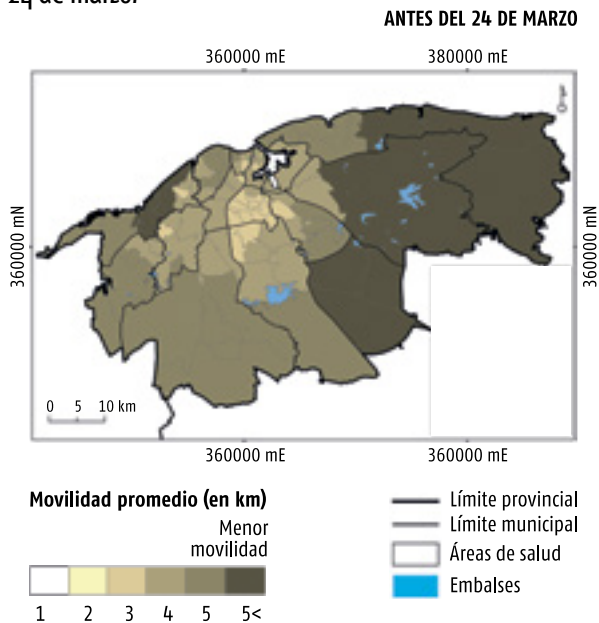 24 de marzo.
ANTES DEL 24 DE MARZO
360000 mE 380000 mE
360000 mN
360000 mN
0 5 10 km
360000 mE 360000 mE
Movilidad promedio (en km)
Menor
movilidad
1 2 3 4 5 5<
Límite provincial
Límite municipal
Áreas de salud
Embalses